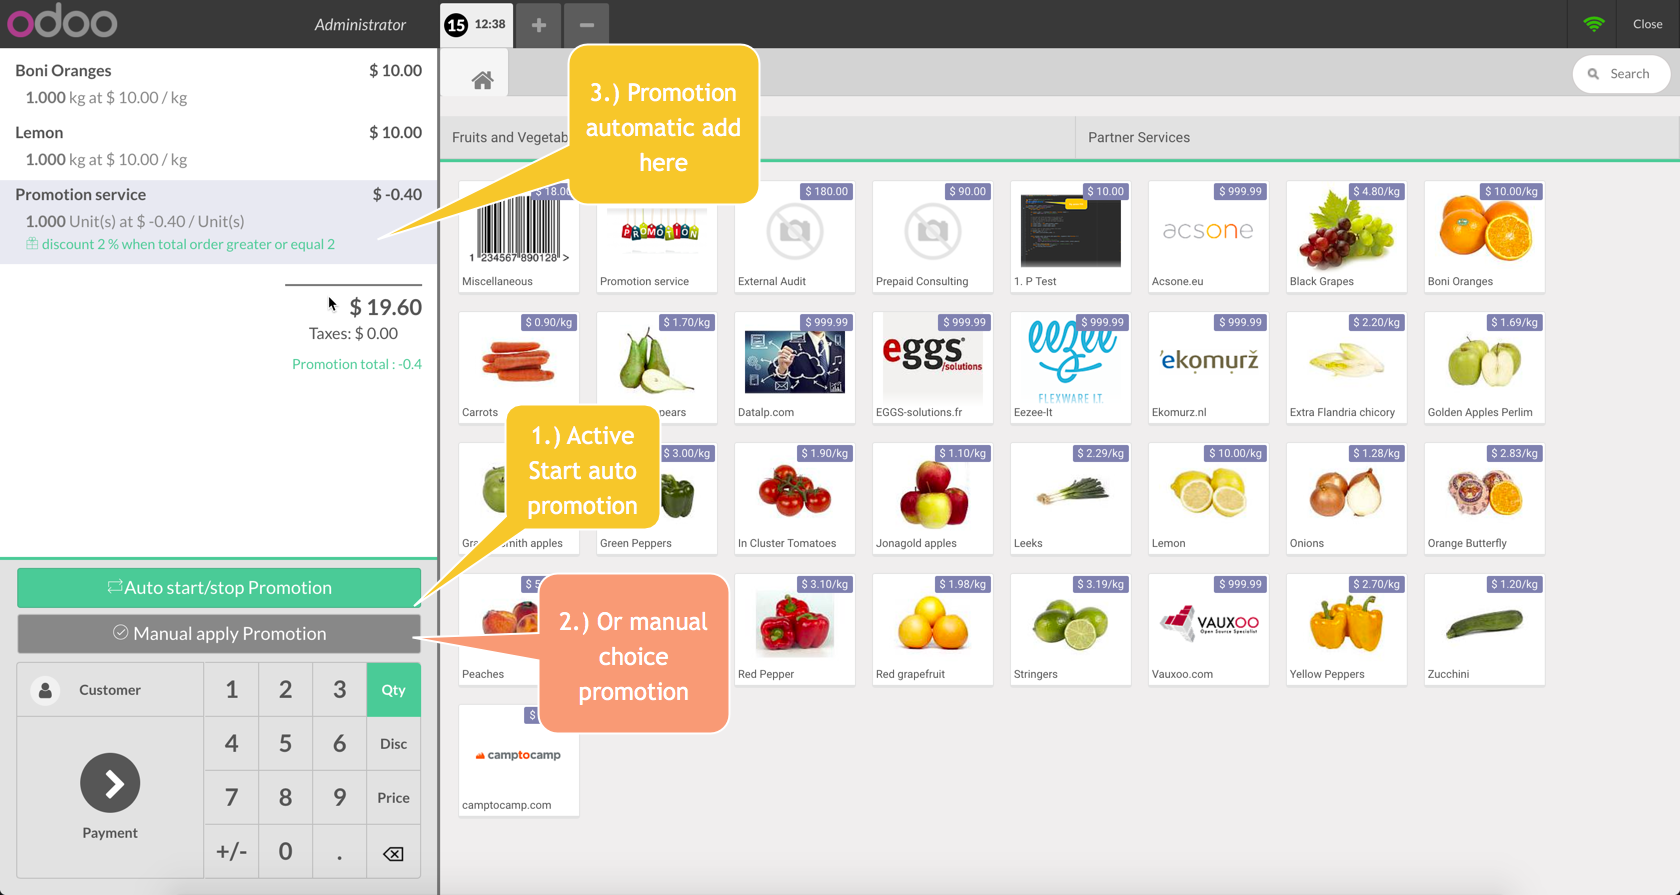 odoo
Administrator
15 12:38
+
−
Close
Boni Oranges $ 10.00
1.000 kg at $ 10.00 / kg
Lemon $ 10.00
1.000 kg at $ 10.00 / kg
Promotion service $ -0.40
1.000 Unit(s) at $ -0.40 / Unit(s)
discount 2 % when total order greater or equal 2
$ 19.60
Taxes: $ 0.00
Promotion total : -0.4
Auto start/stop Promotion
Manual apply Promotion
Customer
1 2 3 Qty
4 5 6 Disc
7 8 9 Price
+/- 0 .
Payment
Search
3.) Promotion
automatic add
here
Fruits and Vegetab
Partner Services
$ 18.00
1 234567 890128 >
Miscellaneous
PROMOTION
Promotion service
$ 180.00
External Audit
$ 90.00
Prepaid Consulting
$ 10.00
1. P Test
$ 999.99
acsone
Acsone.eu
$ 4.80/kg
Black Grapes
$ 10.00/kg
Boni Oranges
$ 0.90/kg
Carrots
$ 1.70/kg
pears
$ 999.99
Datalp.com
$ 999.99
eggs
/solutions
EGGS-solutions.fr
$ 999.99
eezee
FLEXWARE I.T.
Eezee-It
$ 999.99
'ekomurž
Ekomurz.nl
$ 2.20/kg
Extra Flandria chicory
$ 1.69/kg
Golden Apples Perlim
1.) Active
Start auto
promotion
Gra
mith apples
$ 3.00/kg
Green Peppers
$ 1.90/kg
In Cluster Tomatoes
$ 1.10/kg
Jonagold apples
$ 2.29/kg
Leeks
$ 10.00/kg
Lemon
$ 1.28/kg
Onions
$ 2.83/kg
Orange Butterfly
2.) Or manual
choice
promotion
$ 5
Peaches
$ 3.10/kg
Red Pepper
$ 1.98/kg
Red grapefruit
$ 3.19/kg
Stringers
$ 999.99
VAUXOO
Open Source Specialist
Vauxoo.com
$ 2.70/kg
Yellow Peppers
$ 1.20/kg
Zucchini
$
camptocamp
camptocamp.com